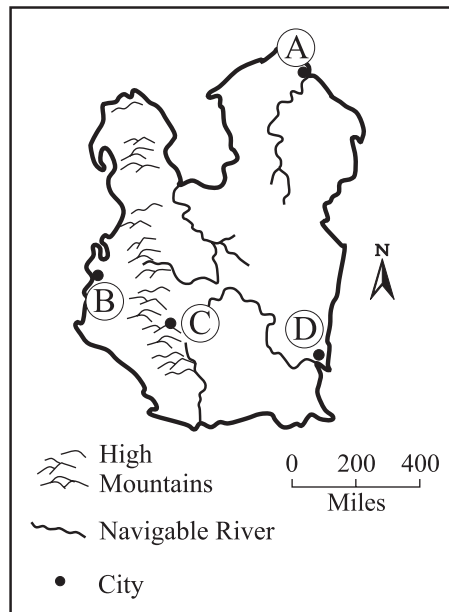 A
N
B
C
D
High
Mountains
0 200 400
Miles
Navigable River
City